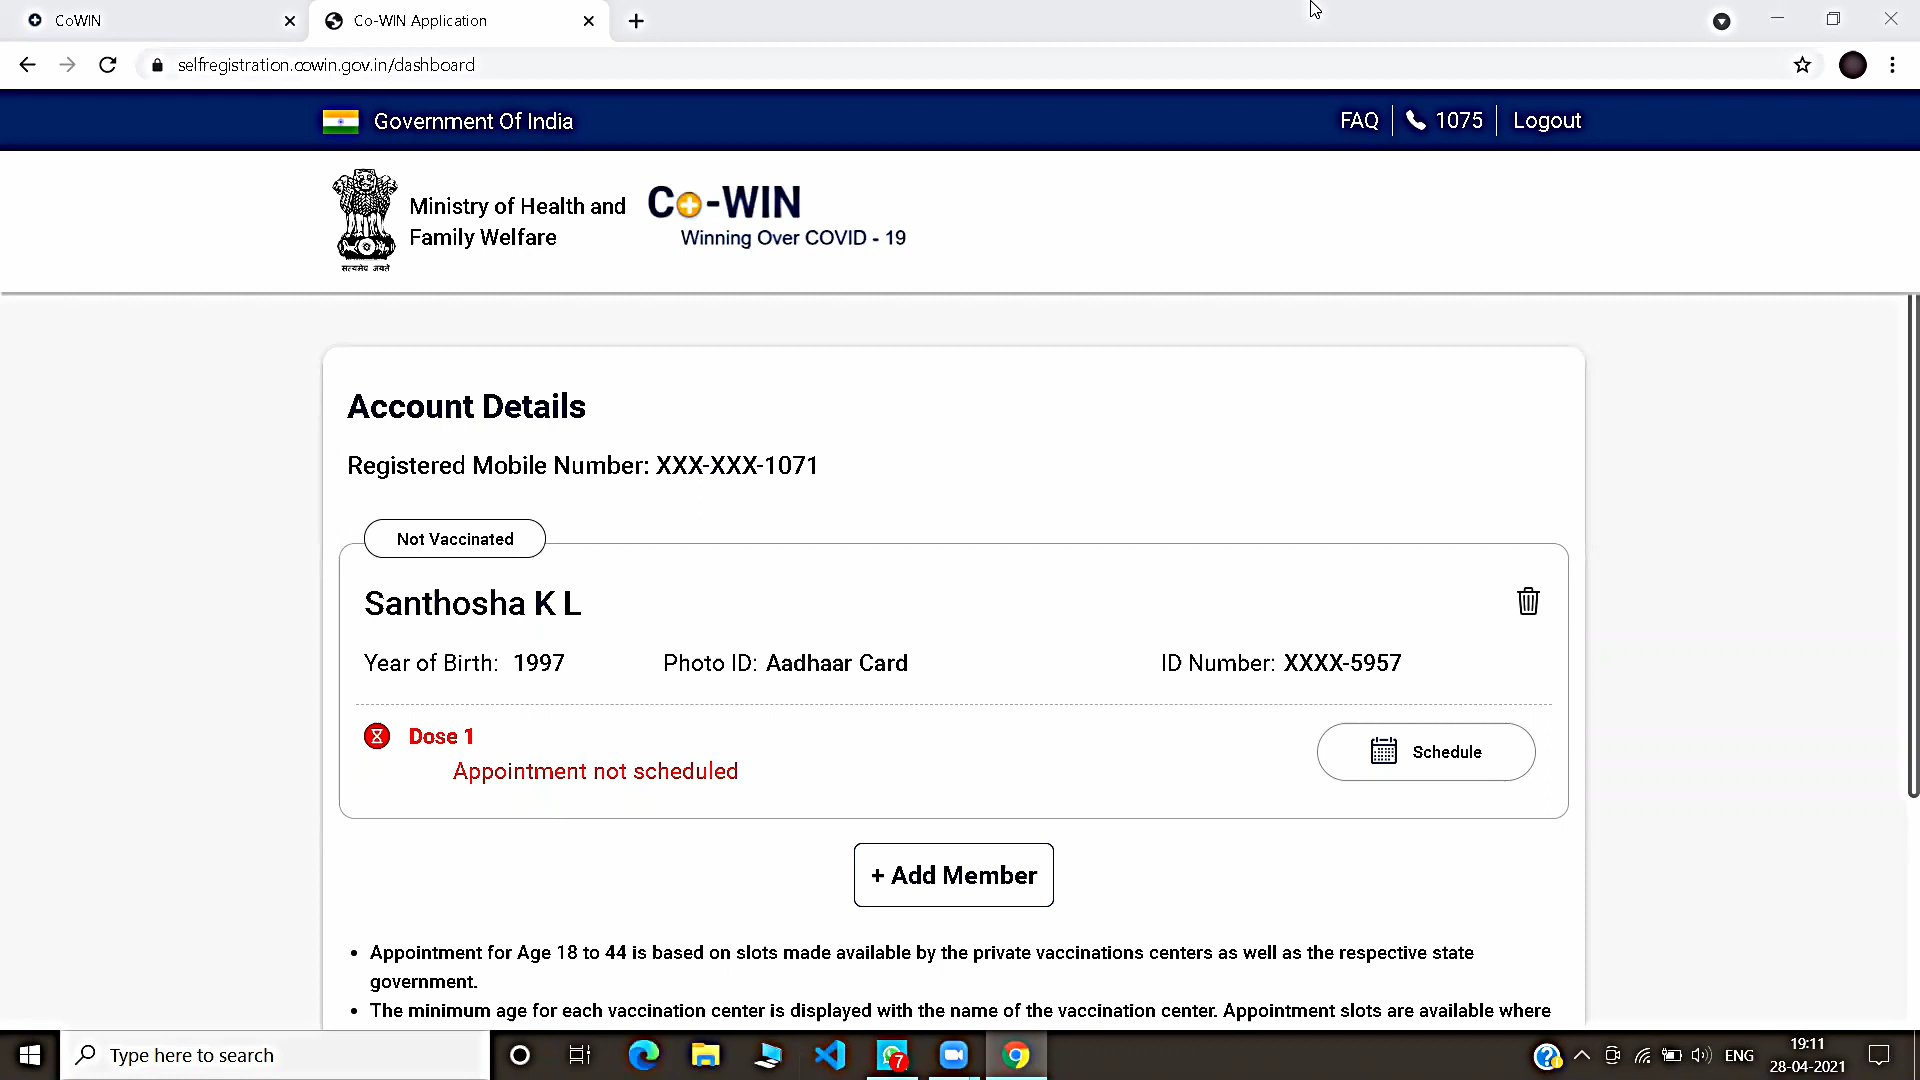 CoWIN
Co-WIN Application
selfregistration.cowin.gov.in/dashboard
Government Of India
FAQ
1075
Logout
सत्यमेव जयते
Ministry of Health and
Family Welfare
Co-WIN
Winning Over COVID - 19
Account Details
Registered Mobile Number: XXX-XXX-1071
Not Vaccinated
Santhosha K L
Year of Birth: 1997 Photo ID: Aadhaar Card ID Number: XXXX-5957
Dose 1
Appointment not scheduled
Schedule
+ Add Member
• Appointment for Age 18 to 44 is based on slots made available by the private vaccinations centers as well as the respective state
government.
• The minimum age for each vaccination center is displayed with the name of the vaccination center. Appointment slots are available where
Type here to search
7
ENG
19:11
28-04-2021